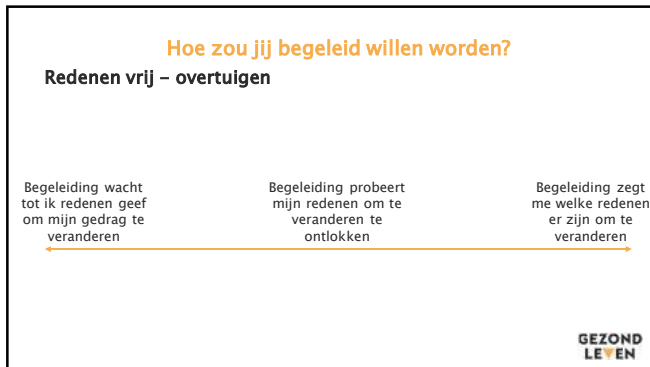 Hoe zou jij begeleid willen worden?
Redenen vrij – overtuigen
Begeleiding wacht
tot ik redenen geef
om mijn gedrag te
veranderen
Begeleiding probeert
mijn redenen om te
veranderen te
ontlokken
Begeleiding zegt
me welke redenen
er zijn om te
veranderen
GEZOND
LEVEN